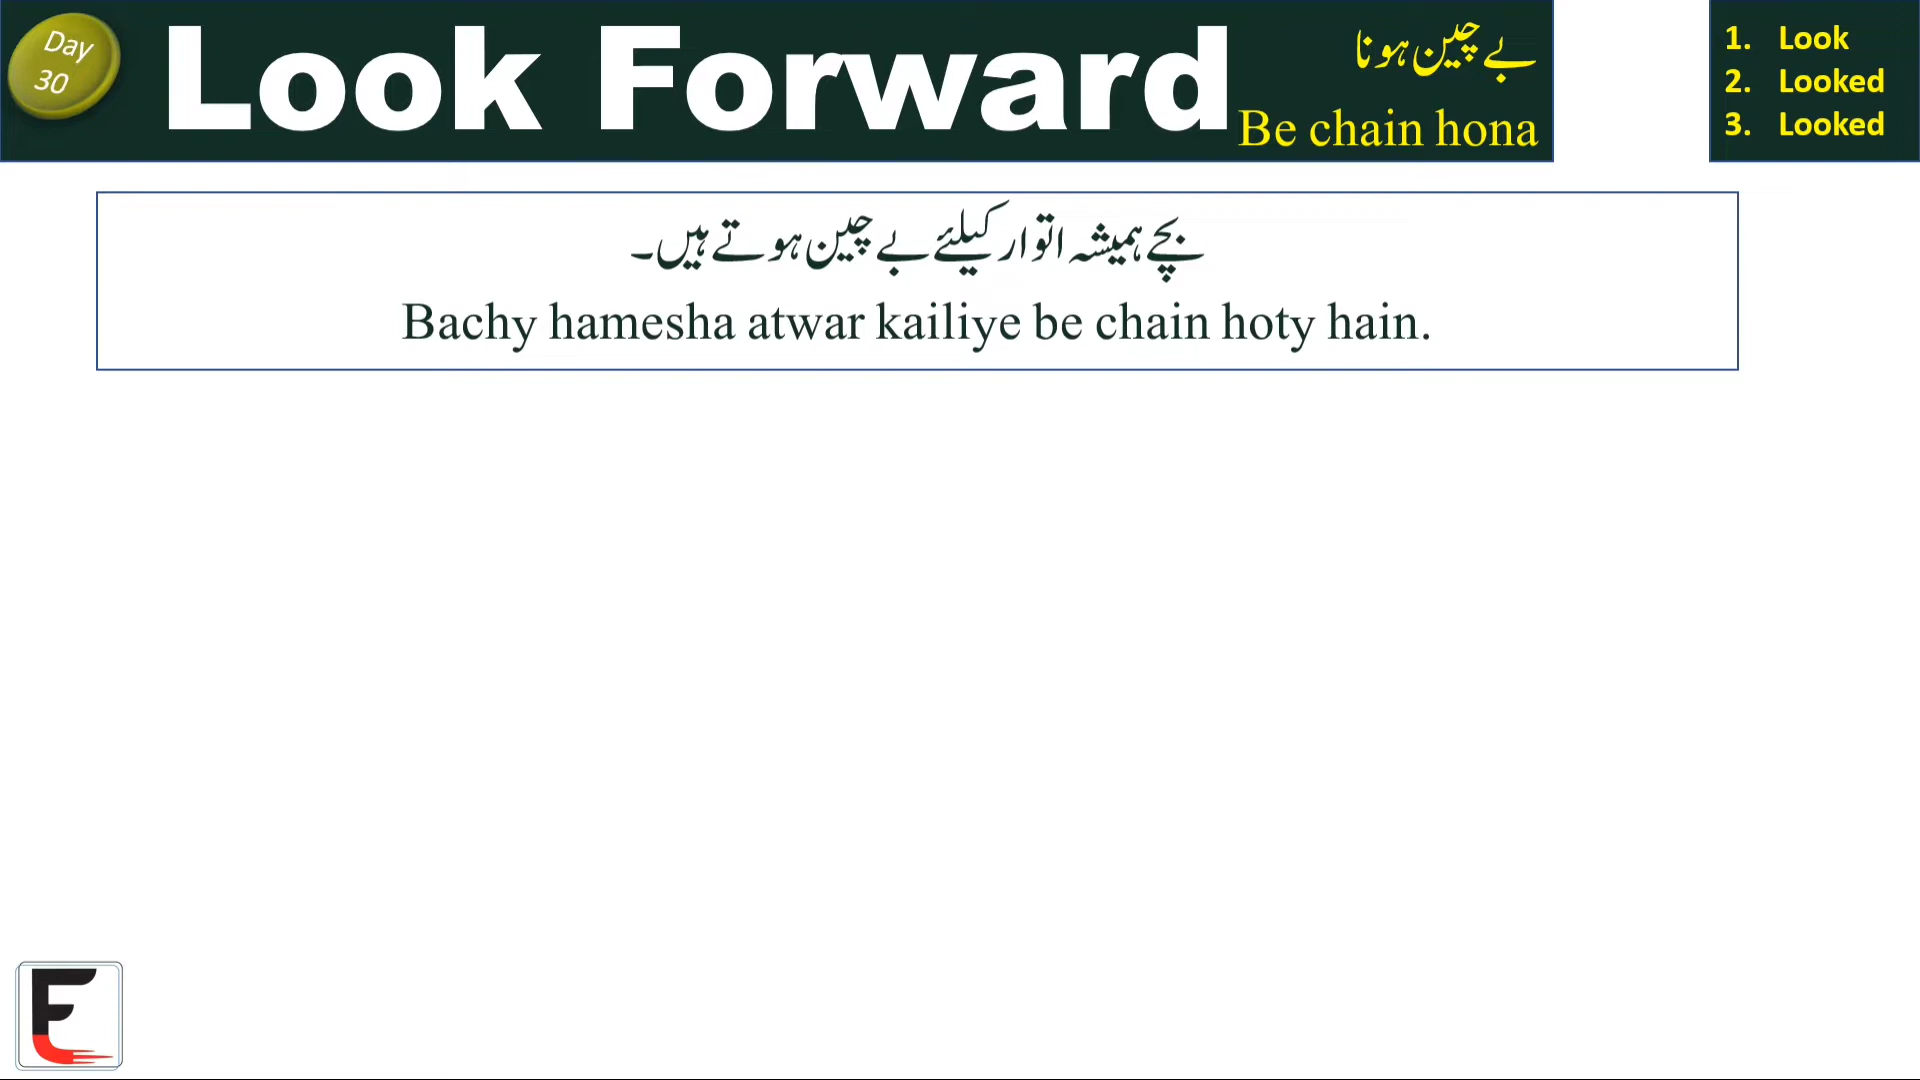 Day
30
Look Forward
بے چین ہونا
Be chain hona
1. Look
2. Looked
3. Looked
بچے ہمیشہ اتوار کیلئے بے چین ہوتے ہیں۔
Bachy hamesha atwar kailiye be chain hoty hain.